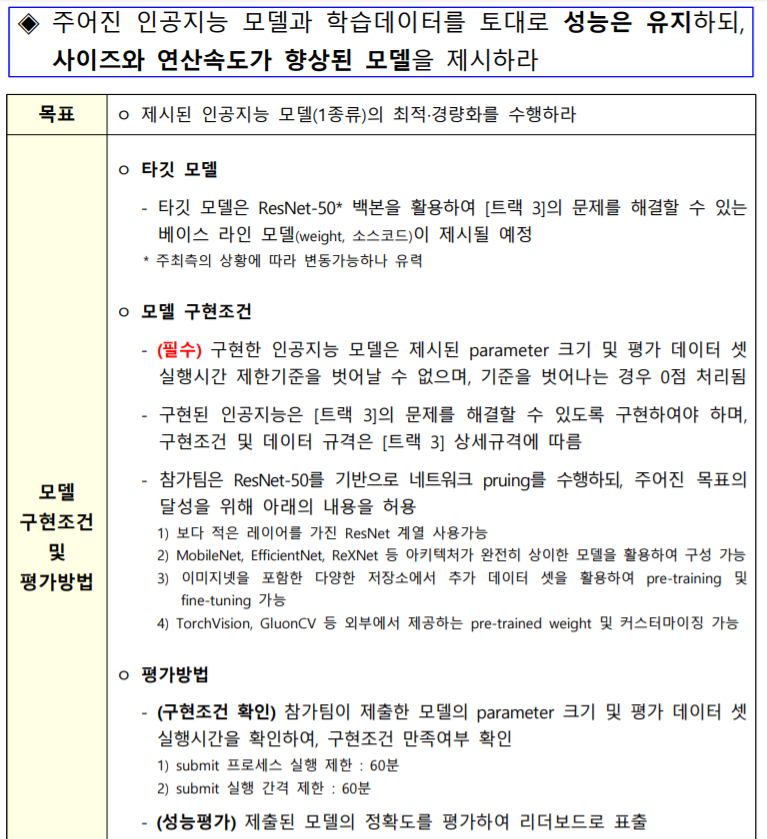 ◈ 주어진 인공지능 모델과 학습데이터를 토대로 성능은 유지하되,
사이즈와 연산속도가 향상된 모델을 제시하라
목표
ㅇ 제시된 인공지능 모델(1종류)의 최적·경량화를 수행하라
모델
구현조건
및
평가방법
ㅇ 타깃 모델
- 타깃 모델은 ResNet-50* 백본을 활용하여 [트랙 3]의 문제를 해결할 수 있는
베이스 라인 모델(weight, 소스코드)이 제시될 예정
* 주최측의 상황에 따라 변동가능하나 유력
ㅇ 모델 구현조건
- (필수) 구현한 인공지능 모델은 제시된 parameter 크기 및 평가 데이터 셋
실행시간 제한기준을 벗어날 수 없으며, 기준을 벗어나는 경우 0점 처리됨
- 구현된 인공지능은 [트랙 3]의 문제를 해결할 수 있도록 구현하여야 하며,
구현조건 및 데이터 규격은 [트랙 3] 상세규격에 따름
- 참가팀은 ResNet-50를 기반으로 네트워크 pruing를 수행하되, 주어진 목표의
달성을 위해 아래의 내용을 허용
1) 보다 적은 레이어를 가진 ResNet 계열 사용가능
2) MobileNet, EfficientNet, ReXNet 등 아키텍처가 완전히 상이한 모델을 활용하여 구성 가능
3) 이미지넷을 포함한 다양한 저장소에서 추가 데이터 셋을 활용하여 pre-training 및
fine-tuning 가능
4) TorchVision, GluonCV 등 외부에서 제공하는 pre-trained weight 및 커스터마이징 가능
ㅇ 평가방법
- (구현조건 확인) 참가팀이 제출한 모델의 parameter 크기 및 평가 데이터 셋
실행시간을 확인하여, 구현조건 만족여부 확인
1) submit 프로세스 실행 제한 : 60분
2) submit 실행 간격 제한 : 60분
- (성능평가) 제출된 모델의 정확도를 평가하여 리더보드로 표출